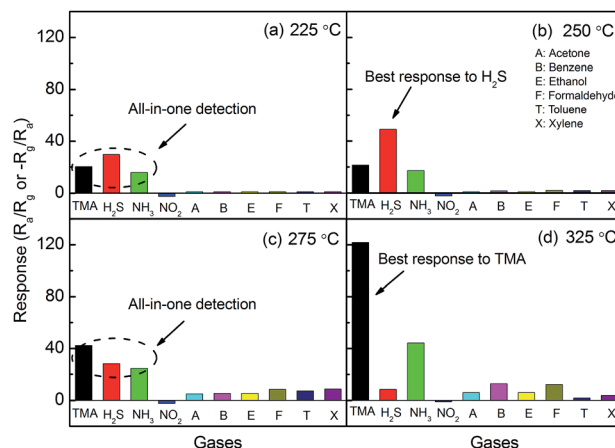 120
80
40
0
(a) 225 °C
All-in-one detection
TMA H₂S NH₃ NO₂ A B E F T X
(b) 250 °C
A: Acetone
B: Benzene
E: Ethanol
F: Formaldehyde
T: Toluene
X: Xylene
Best response to H₂S
TMA H₂S NH₃ NO₂ A B E F T X
Response (Rₐ/R_g or -R_g/Rₐ)
120
80
40
0
(c) 275 °C
All-in-one detection
TMA H₂S NH₃ NO₂ A B E F T X
(d) 325 °C
Best response to TMA
TMA H₂S NH₃ NO₂ A B E F T X
Gases
Gases